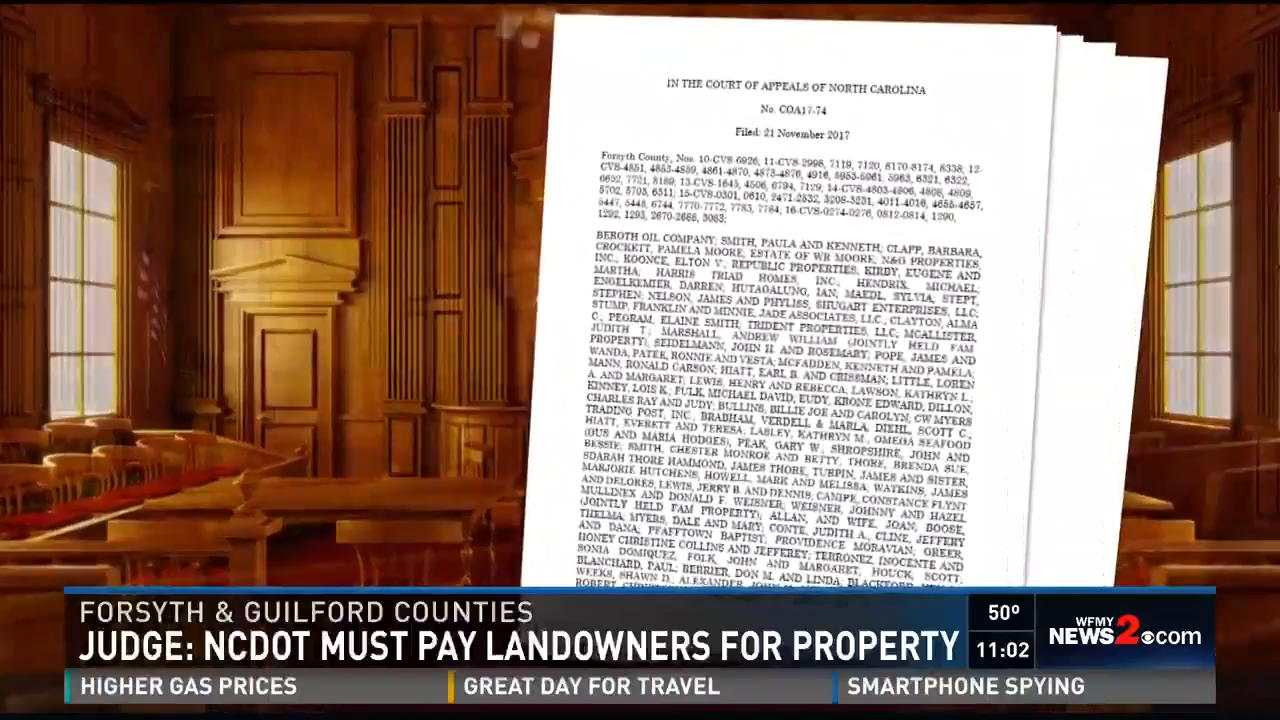 IN THE COURT OF APPEALS OF NORTH CAROLINA
No. COA17-74
Filed: 21 November 2017
Forsyth County, Nos. 10-CVS-6926, 11-CVS-2998, 7119, 7120, 8170-8174, 8338; 12-
CVS-4851, 4853-4859, 4861-4870, 4873-4876, 4916, 5955-5961, 5963, 6321, 6322,
6652, 7721, 8189; 13-CVS-1645, 4506, 6794, 7129; 14-CVS-4803-4806, 4808, 4809,
5702, 5703, 6311; 15-CVS-0301, 0610, 2471-2532, 3208-3231, 4011-4016, 4655-4657,
5447, 5448, 6744, 7770-7772, 7783, 7784; 16-CVS-0274-0276, 0812-0814, 1290,
1292, 1293, 2670-2688, 3083;
BEROTH OIL COMPANY; SMITH, PAULA AND KENNETH; CLAPP, BARBARA,
CROCKETT, PAMELA MOORE, ESTATE OF WR MOORE, N&G PROPERTIES,
INC., KOONCE, ELTON V.; REPUBLIC PROPERTIES, KIRBY, EUGENE AND
MARTHA; HARRIS TRIAD HOMES, INC., HENDRIX, MICHAEL;
ENGELKEMIER, DARREN; HUTAGALUNG, IAN, MAEDL, SYLVIA, STEPT,
STEPHEN; NELSON, JAMES AND PHYLISS, SHUGART ENTERPRISES, LLC;
STUMP, FRANKLIN AND MINNIE, JADE ASSOCIATES, LLC., CLAYTON, ALMA
C.; PEGRAM, ELAINE SMITH; TRIDENT PROPERTIES, LLC; MCALLISTER,
JUDITH T.; MARSHALL, ANDREW WILLIAM (JOINTLY HELD FAM
PROPERTY); SEIDELMANN, JOHN H. AND ROSEMARY; POPE, JAMES AND
WANDA; PATEK, RONNIE AND VESTA; MCFADDEN, KENNETH AND PAMELA;
MANN, RONALD CARSON; HIATT, EARL B. AND CRISSMAN; LITTLE, LOREN
A. AND MARGARET; LEWIS, HENRY AND REBECCA, LAWSON, KATHRYN L.;
KINNEY, LOIS K.; FULK, MICHAEL DAVID; EUDY, KRONE EDWARD, DILLON,
CHARLES RAY AND JUDY; BULLINS, BILLIE JOE AND CAROLYN; CW MYERS
TRADING POST, INC., BRABHAM, VERDELL & MARLA, DIEHL, SCOTT C.,
HIATT, EVERETT AND TERESA; LASLEY, KATHRYN M., OMEGA SEAFOOD
(GUS AND MARIA HODGES), PEAK, GARY W., SHROPSHIRE, JOHN AND
BESSIE; SMITH, CHESTER MONROE AND BETTY, THORE, BRENDA SUE,
SDARAH THORE HAMMOND, JAMES THORE, TURPIN, JAMES AND SISTER,
MARJORIE HUTCHENS, HOWELL, MARK AND MELISSA, WATKINS, JAMES
AND DELORES, LEWIS, JERRY B. AND DENNIS; CANIPE, CONSTANCE FLYNT
MULLINEX AND DONALD F. WEISNER; WEISNER, JOHNNY AND HAZEL
(JOINTLY HELD FAM PROPERTY); ALLAN, AND WIFE, JOAN, BOOSE,
THELMA, MYERS, DALE AND MARY; CONTE, JUDITH A., CLINE, JEFFERY
AND DANA; PFAFFTOWN BAPTIST; PROVIDENCE MORAVIAN; GREER,
HONEY CHRISTINE COLLINS AND JEFFEREY; TERRONEZ, INOCENTE AND
SONIA DOMIQUEZ, FOLK, JOHN AND MARGARET, HOUCK, SCOTT;
BLANCHARD, PAUL; BERRIER, DON M. AND LINDA; BLACKFORD,
WEEKS, SHAWN D., ALEXANDER,
ROBERT
FORSYTH & GUILFORD COUNTIES
JUDGE: NCDOT MUST PAY LANDOWNERS FOR PROPERTY
50°
11:02
WFMY
NEWS 2 com
HIGHER GAS PRICES
GREAT DAY FOR TRAVEL
SMARTPHONE SPYING